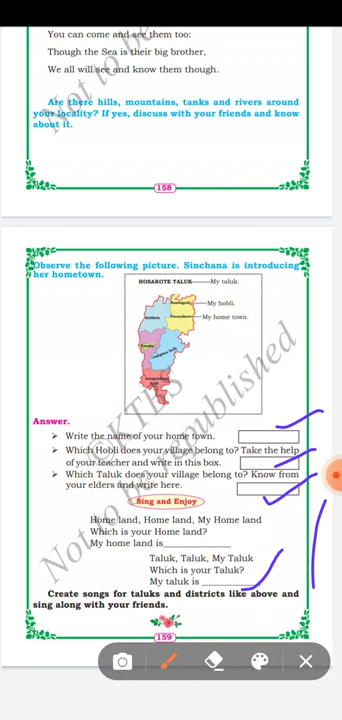 You can come and see them too:
Though the Sea is their big brother,
We all will see and know them though.
Are there hills, mountains, tanks and rivers around
your locality? If yes, discuss with your friends and know
about it.
158
Observe the following picture. Sinchana is introducing
her hometown.
HOSAKOTE TALUK My taluk.
My hobli.
My home town.
Answer.
Write the name of your home town.
Which Hobli does your village belong to? Take the help
of your teacher and write in this box.
Which Taluk does your village belong to? Know from
your elders and write here.
Sing and Enjoy
Home land, Home land, My Home land
Which is your Home land?
My home land is
Taluk, Taluk, My Taluk
Which is your Taluk?
My taluk is
Create songs for taluks and districts like above and
sing along with your friends.
159
©KTBS
Not to be republished